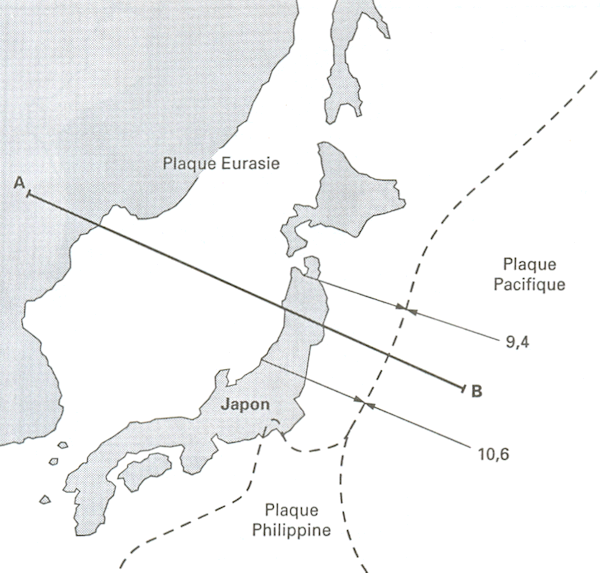 Plaque Eurasie
A
Plaque
Pacifique
9,4
B
Japon
10,6
Plaque
Philippine